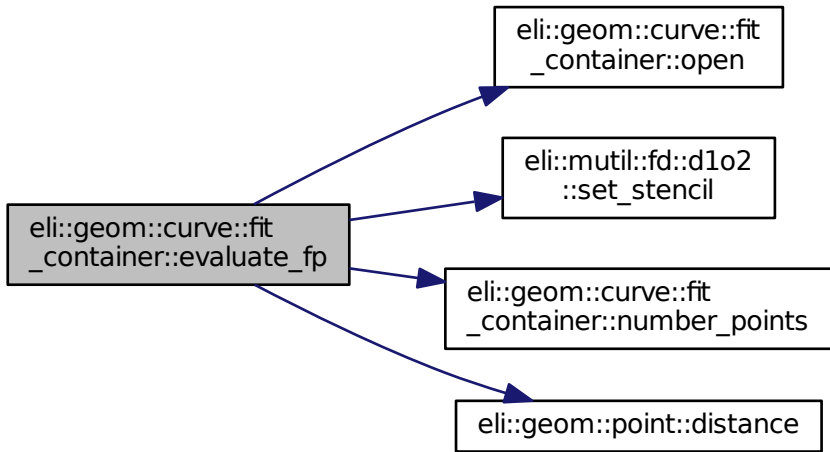 eli::geom::curve::fit
_container::open
eli::mutil::fd::d1o2
::set_stencil
eli::geom::curve::fit
_container::evaluate_fp
eli::geom::curve::fit
_container::number_points
eli::geom::point::distance